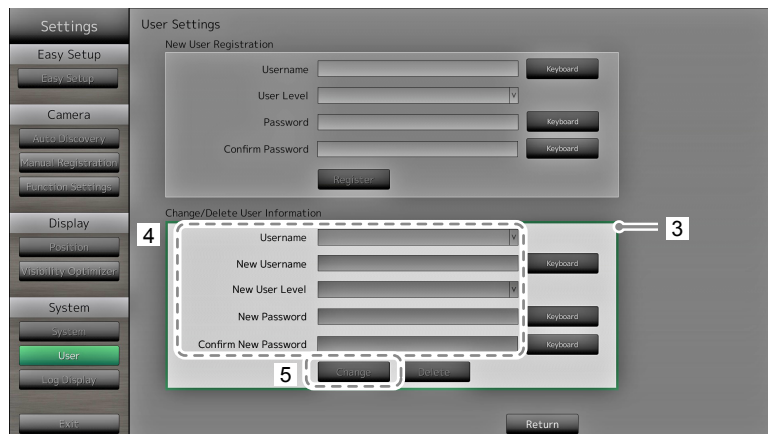 Settings
Easy Setup
Easy Setup
Camera
Auto Discovery
Manual Registration
Function Settings
Display
Position
Visibility Optimizer
System
System
User
Log Display
Exit
User Settings
New User Registration
Username Keyboard
User Level V
Password Keyboard
Confirm Password Keyboard
Register
Change/Delete User Information
3
4
Username V
New Username Keyboard
New User Level V
New Password Keyboard
Confirm New Password Keyboard
5 Change Delete
Return